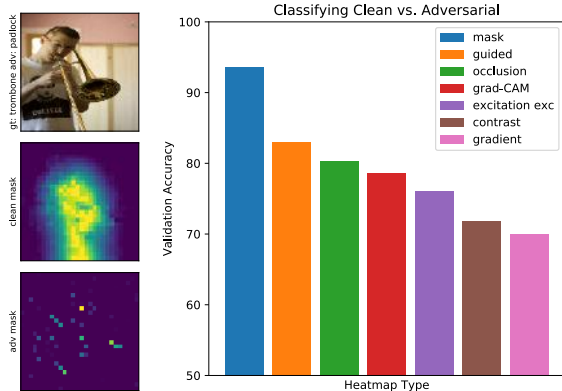 gt: trombone adv: padlock
clean mask
adv mask
Classifying Clean vs. Adversarial
Validation Accuracy
100
90
80
70
60
50
mask
guided
occlusion
grad-CAM
excitation exc
contrast
gradient
Heatmap Type